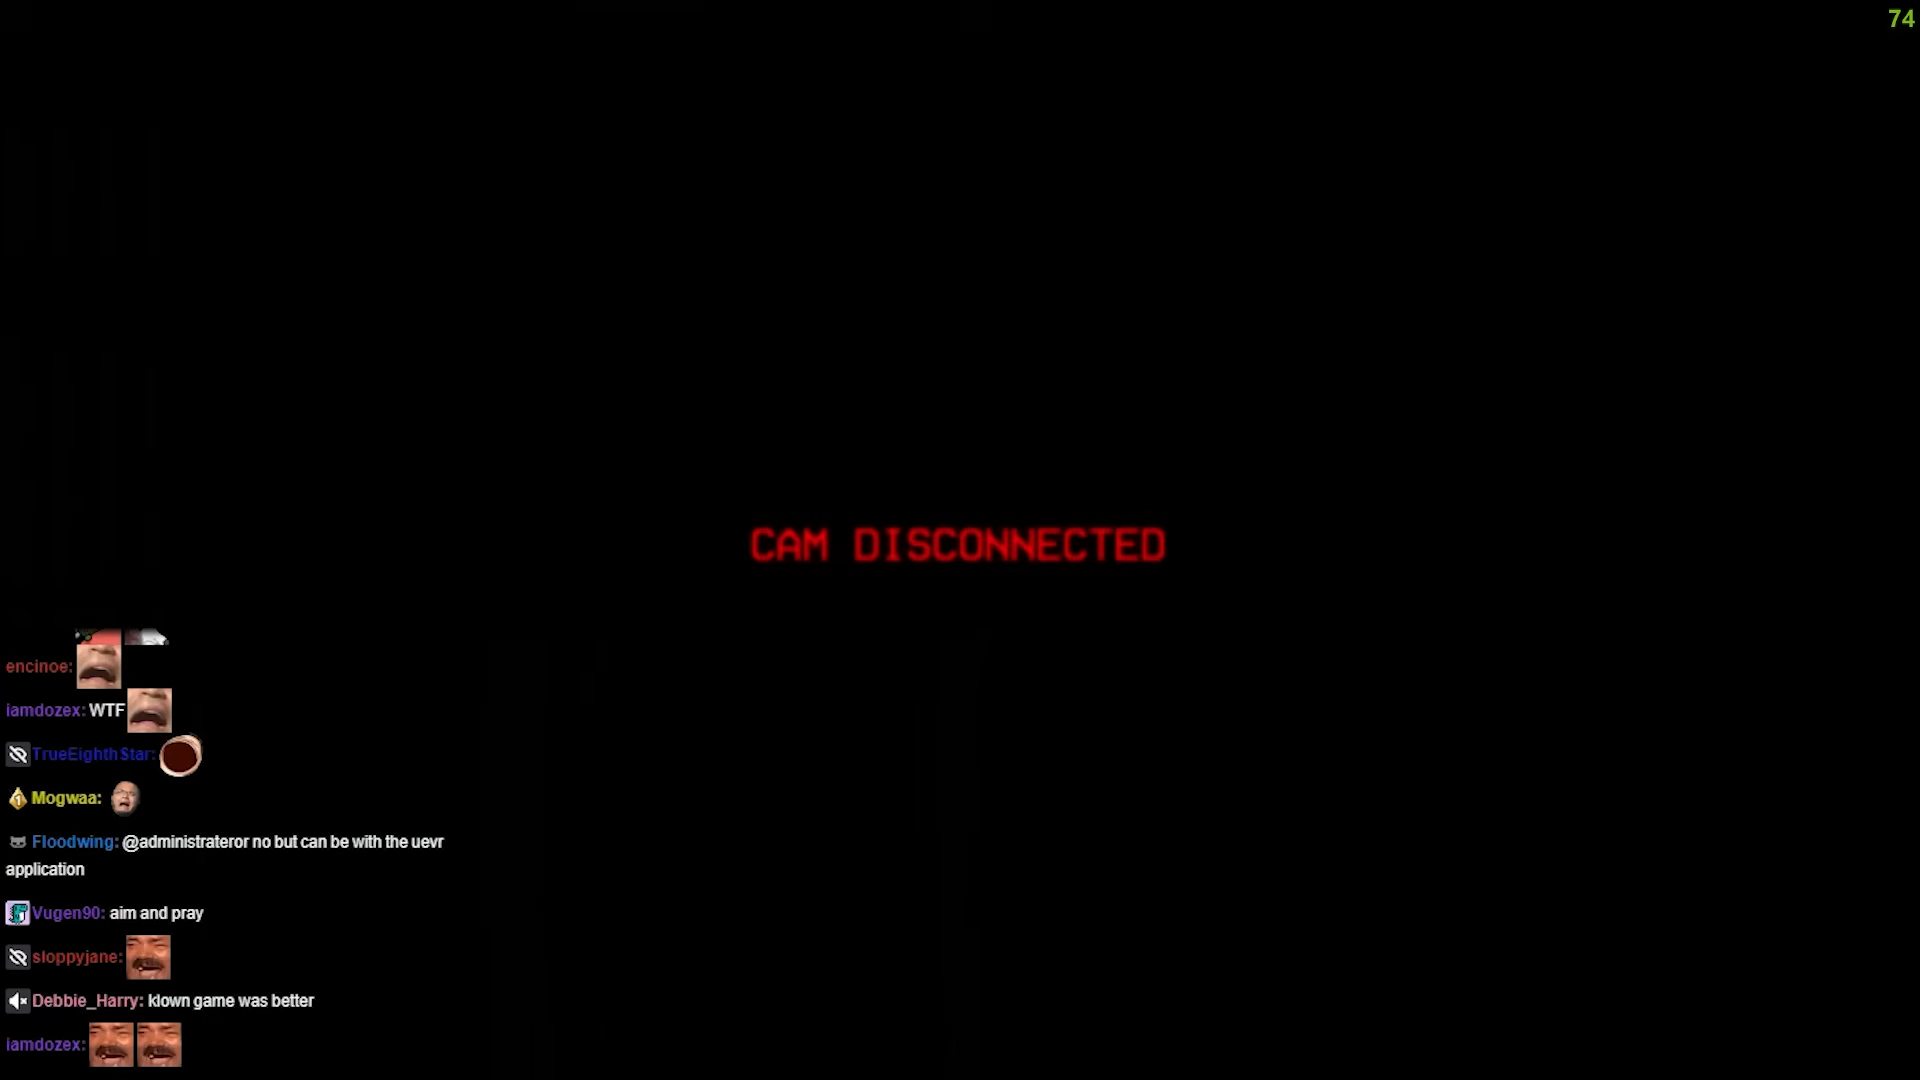 74
CAM DISCONNECTED
encinoe:
iamdozex: WTF
TrueEighthStar:
Mogwaa:
Floodwing: @administrateror no but can be with the uevr
application
Vugen90: aim and pray
sloppyjane:
Debbie_Harry: klown game was better
iamdozex: